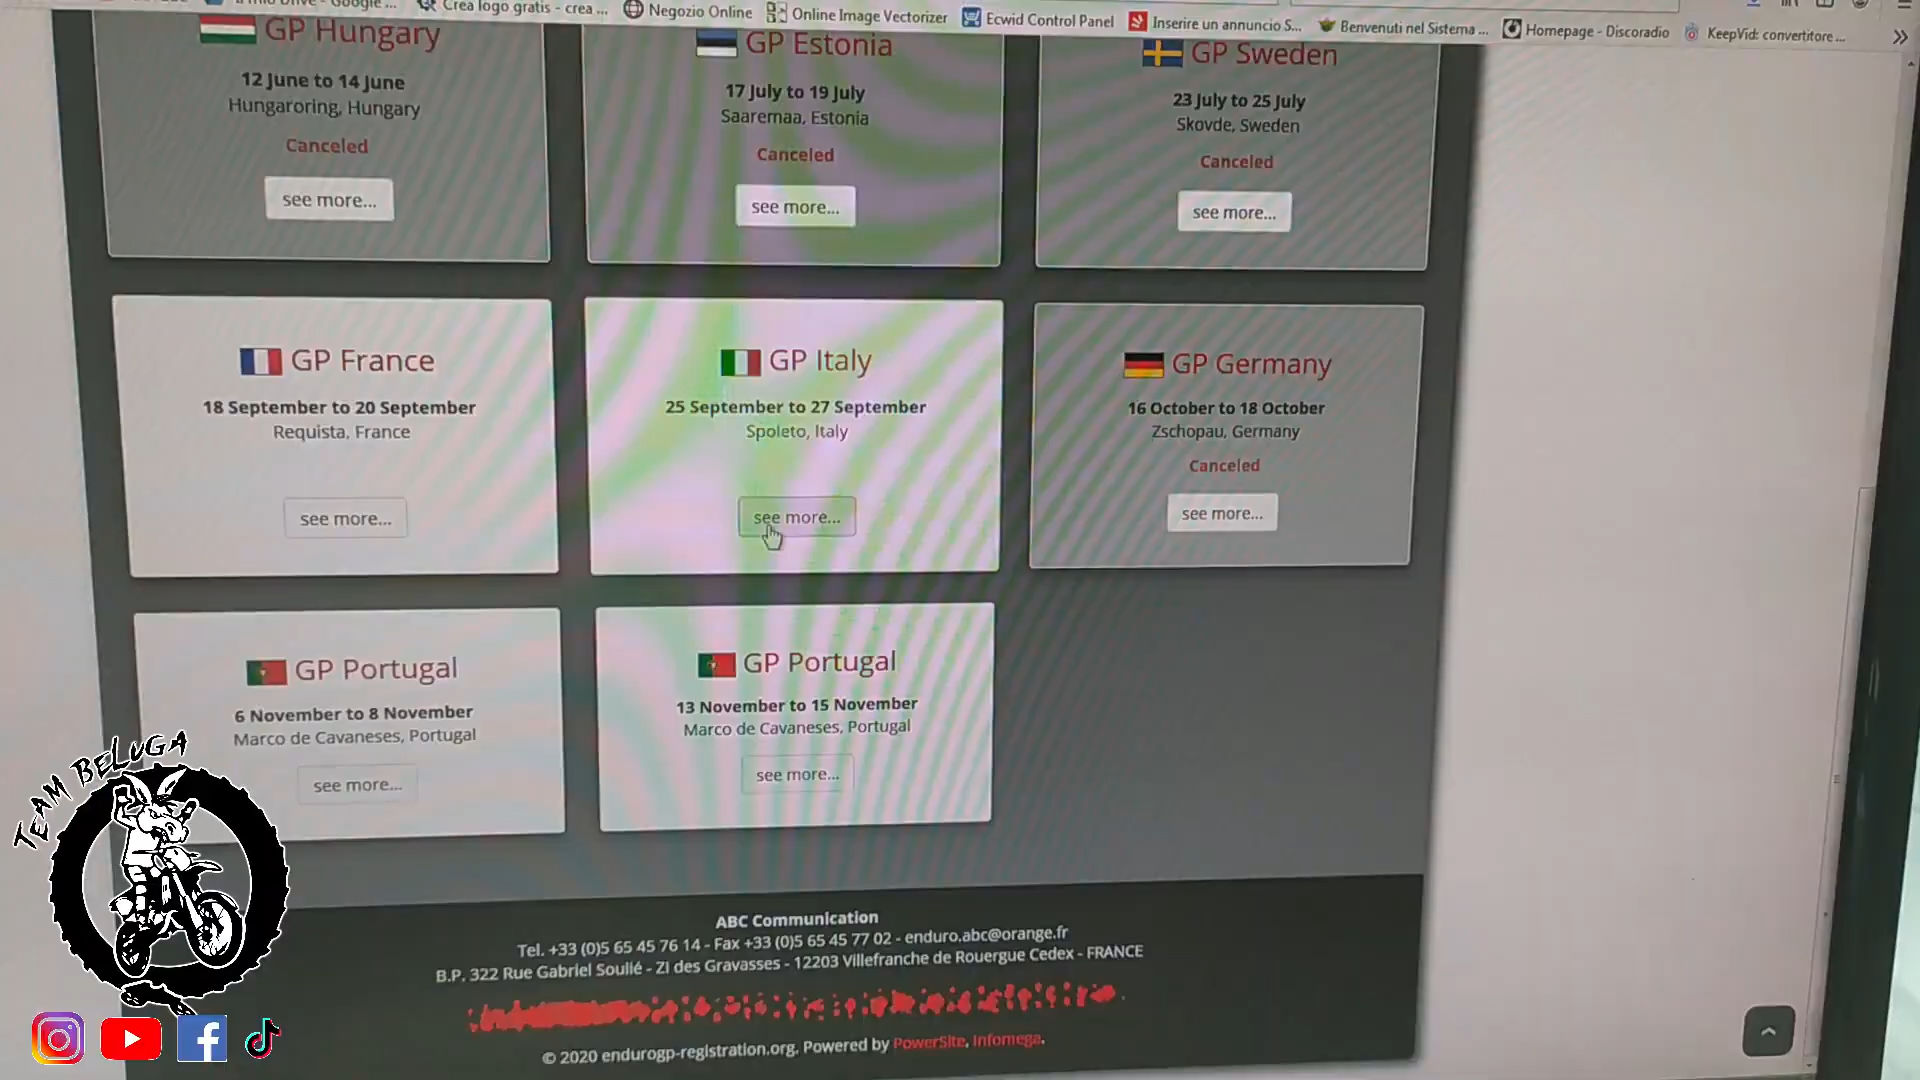 Crea logo gratis - crea ...
Negozio Online
Online Image Vectorizer
Ecwid Control Panel
Inserire un annuncio S...
Benvenuti nel Sistema ...
Homepage - Discoradio
KeepVid: convertitore ...
GP Hungary
12 June to 14 June
Hungaroring, Hungary
Canceled
see more...
GP Estonia
17 July to 19 July
Saaremaa, Estonia
Canceled
see more...
GP Sweden
23 July to 25 July
Skovde, Sweden
Canceled
see more...
GP France
18 September to 20 September
Requista, France
see more...
GP Italy
25 September to 27 September
Spoleto, Italy
see more...
GP Germany
16 October to 18 October
Zschopau, Germany
Canceled
see more...
GP Portugal
6 November to 8 November
Marco de Cavaneses, Portugal
see more...
GP Portugal
13 November to 15 November
Marco de Cavaneses, Portugal
see more...
TEAM BELUGA
ABC Communication
Tel. +33 (0)5 65 45 76 14 - Fax +33 (0)5 65 45 77 02 - enduro.abc@orange.fr
B.P. 322 Rue Gabriel Soulié - ZI des Gravasses - 12203 Villefranche de Rouergue Cedex - FRANCE
© 2020 endurogp-registration.org, Powered by PowerSite, Infomega.